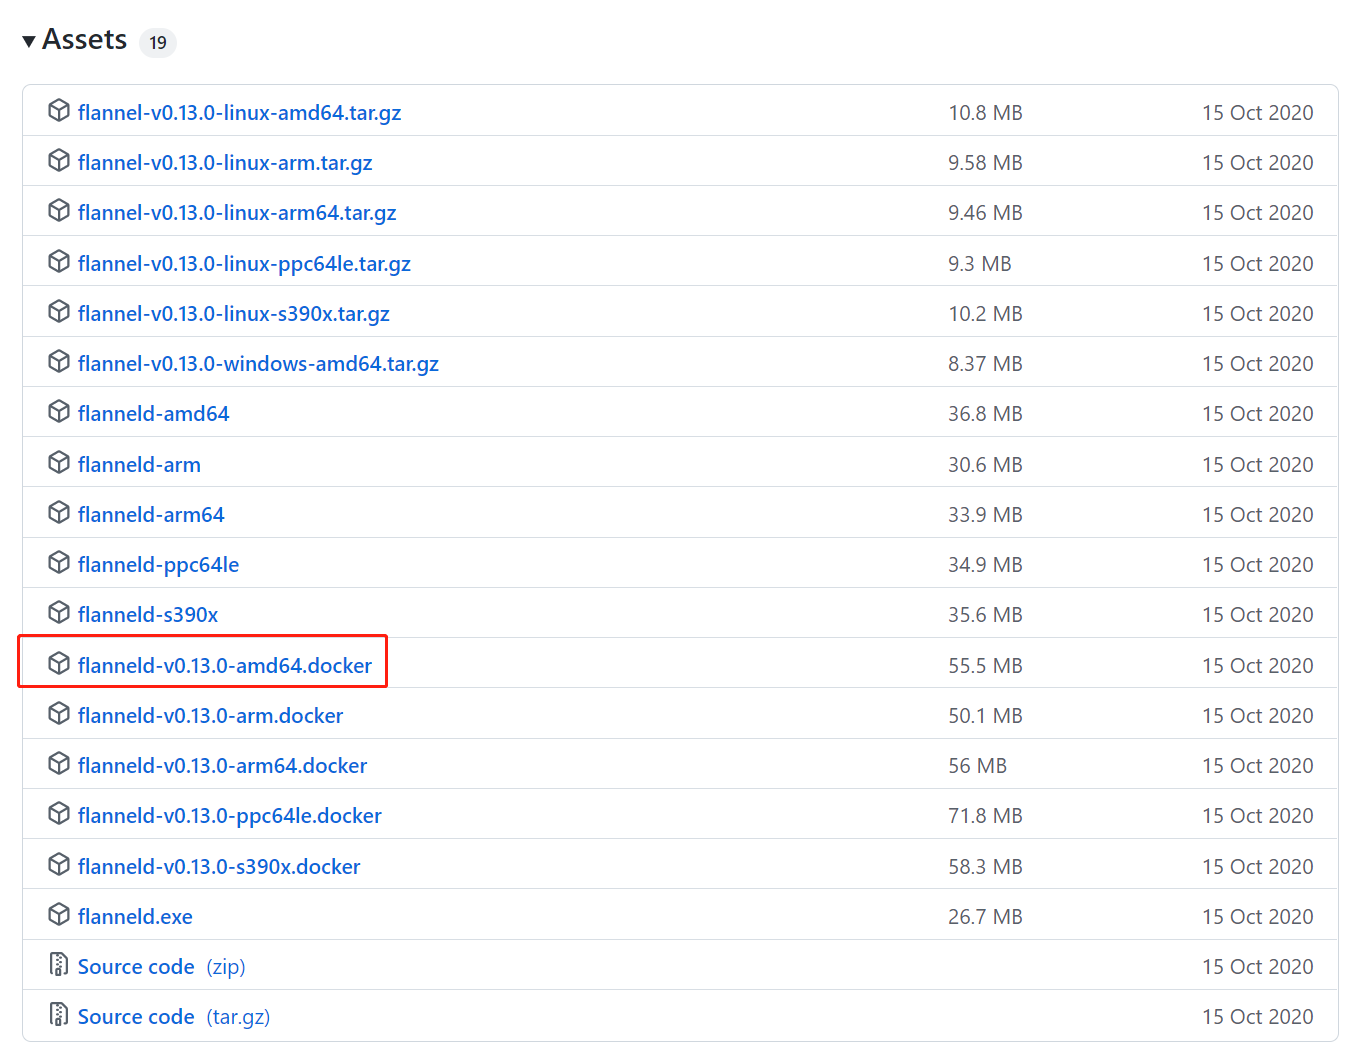 Assets 19
flannel-v0.13.0-linux-amd64.tar.gz 10.8 MB 15 Oct 2020
flannel-v0.13.0-linux-arm.tar.gz 9.58 MB 15 Oct 2020
flannel-v0.13.0-linux-arm64.tar.gz 9.46 MB 15 Oct 2020
flannel-v0.13.0-linux-ppc64le.tar.gz 9.3 MB 15 Oct 2020
flannel-v0.13.0-linux-s390x.tar.gz 10.2 MB 15 Oct 2020
flannel-v0.13.0-windows-amd64.tar.gz 8.37 MB 15 Oct 2020
flanneld-amd64 36.8 MB 15 Oct 2020
flanneld-arm 30.6 MB 15 Oct 2020
flanneld-arm64 33.9 MB 15 Oct 2020
flanneld-ppc64le 34.9 MB 15 Oct 2020
flanneld-s390x 35.6 MB 15 Oct 2020
flanneld-v0.13.0-amd64.docker 55.5 MB 15 Oct 2020
flanneld-v0.13.0-arm.docker 50.1 MB 15 Oct 2020
flanneld-v0.13.0-arm64.docker 56 MB 15 Oct 2020
flanneld-v0.13.0-ppc64le.docker 71.8 MB 15 Oct 2020
flanneld-v0.13.0-s390x.docker 58.3 MB 15 Oct 2020
flanneld.exe 26.7 MB 15 Oct 2020
Source code (zip) 15 Oct 2020
Source code (tar.gz) 15 Oct 2020